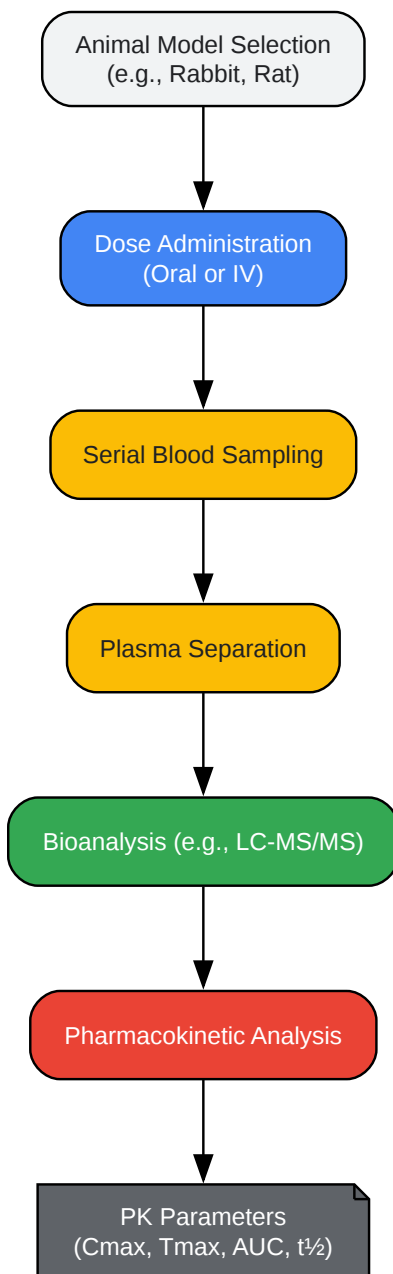 Animal Model Selection
(e.g., Rabbit, Rat)
Dose Administration
(Oral or IV)
Serial Blood Sampling
Plasma Separation
Bioanalysis (e.g., LC-MS/MS)
Pharmacokinetic Analysis
PK Parameters
(Cmax, Tmax, AUC, t½)